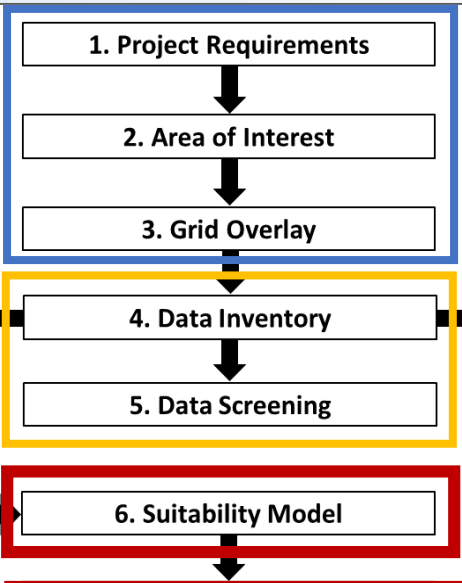 1. Project Requirements
2. Area of Interest
3. Grid Overlay
4. Data Inventory
5. Data Screening
6. Suitability Model